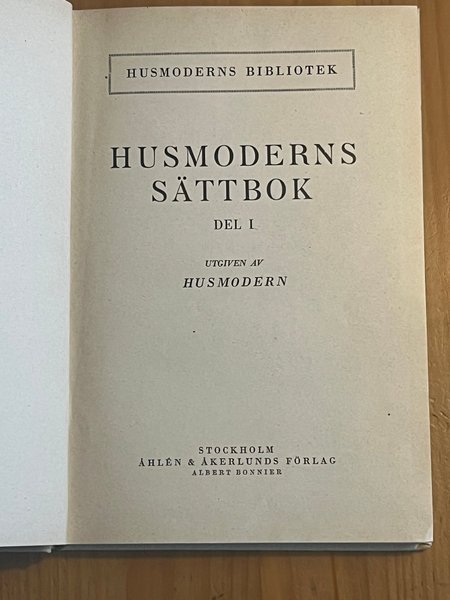 HUSMODERNS BIBLIOTEK
HUSMODERNS
SÄTTBOK
DEL I
UTGIVEN AV
HUSMODERN
STOCKHOLM
ÅHLÉN & ÅKERLUNDS FÖRLAG
ALBERT BONNIER